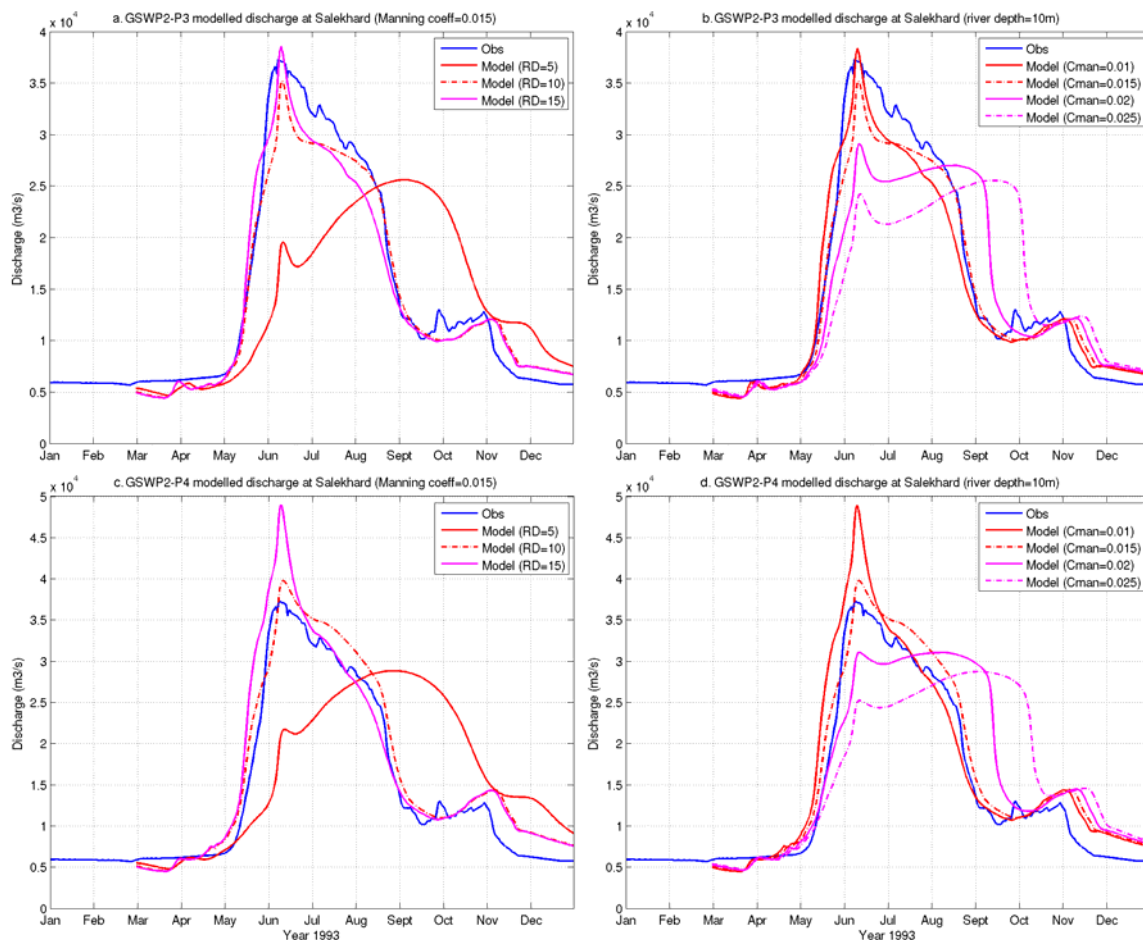 a. GSWP2-P3 modelled discharge at Salekhard (Manning coeff=0.015)
x 10^4
4
3.5
3
2.5
2
1.5
1
0.5
0
Discharge (m3/s)
Obs
Model (RD=5)
Model (RD=10)
Model (RD=15)
Jan Feb Mar Apr May Jun Jul Aug Sept Oct Nov Dec
b. GSWP2-P3 modelled discharge at Salekhard (river depth=10m)
x 10^4
4
3.5
3
2.5
2
1.5
1
0.5
0
Discharge (m3/s)
Obs
Model (Cman=0.01)
Model (Cman=0.015)
Model (Cman=0.02)
Model (Cman=0.025)
Jan Feb Mar Apr May Jun Jul Aug Sept Oct Nov Dec
c. GSWP2-P4 modelled discharge at Salekhard (Manning coeff=0.015)
x 10^4
5
4.5
4
3.5
3
2.5
2
1.5
1
0.5
0
Discharge (m3/s)
Obs
Model (RD=5)
Model (RD=10)
Model (RD=15)
Jan Feb Mar Apr May Jun Jul Aug Sept Oct Nov Dec
Year 1993
d. GSWP2-P4 modelled discharge at Salekhard (river depth=10m)
x 10^4
5
4.5
4
3.5
3
2.5
2
1.5
1
0.5
0
Discharge (m3/s)
Obs
Model (Cman=0.01)
Model (Cman=0.015)
Model (Cman=0.02)
Model (Cman=0.025)
Jan Feb Mar Apr May Jun Jul Aug Sept Oct Nov Dec
Year 1993